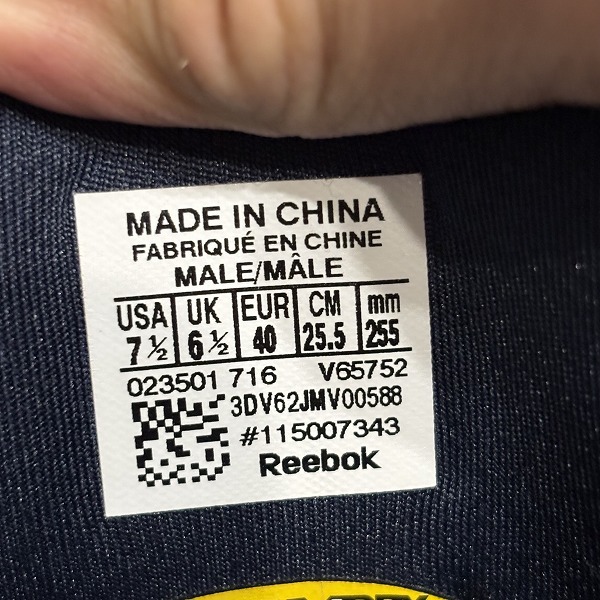 MADE IN CHINA
FABRIQUÉ EN CHINE
MALE/MÂLE
USA UK EUR CM mm
7 ½ 6 ½ 40 25.5 255
023501 716 V65752
3DV62JMV00588
#115007343
Reebok